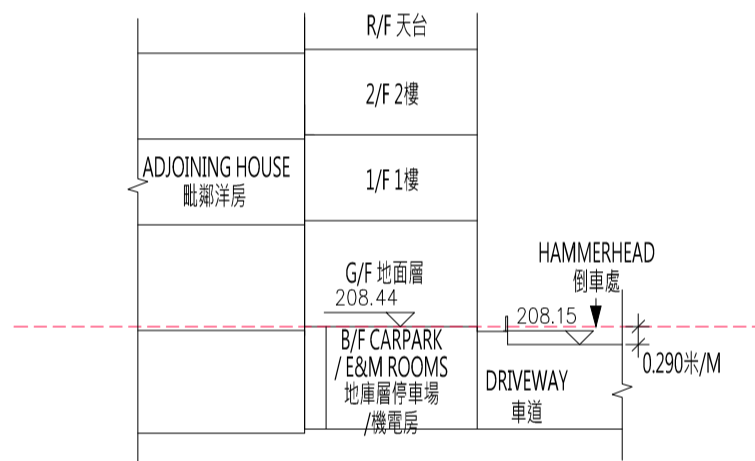 R/F 天台
2/F 2樓
ADJOINING HOUSE
毗鄰洋房
1/F 1樓
G/F 地面層
208.44
HAMMERHEAD
倒車處
208.15
0.290米/M
B/F CARPARK
/ E&M ROOMS
地庫層停車場
/機電房
DRIVEWAY
車道